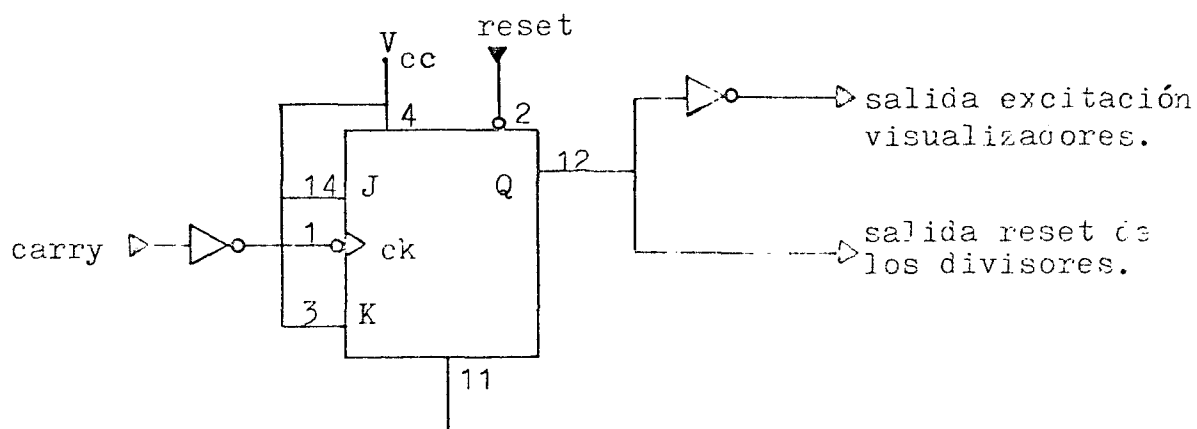 reset
Vcc
4
2
salida excitación
visualizadores.
12
14 J
Q
carry
1
ck
salida reset de
los divisores.
3 K
11